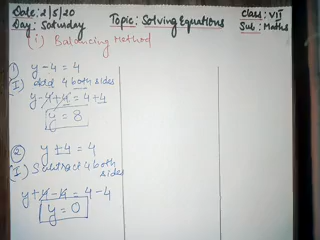 Date: 2/5/20 Topic: Solving Equations Class: VII
Day: Saturday Sub: Maths
(i) Balancing Method
① y - 4 = 4
(I) Add 4 both sides
y - 4 + 4 = 4 + 4
y = 8
② y + 4 = 4
(I) Subtract 4 both
sides
y + 4 - 4 = 4 - 4
y = 0